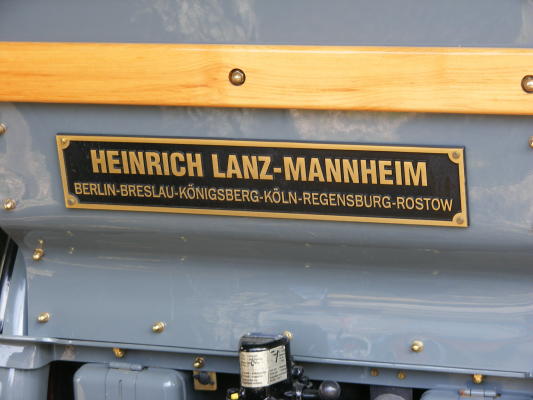 HEINRICH LANZ-MANNHEIM
BERLIN-BRESLAU-KÖNIGSBERG-KÖLN-REGENSBURG-ROSTOW